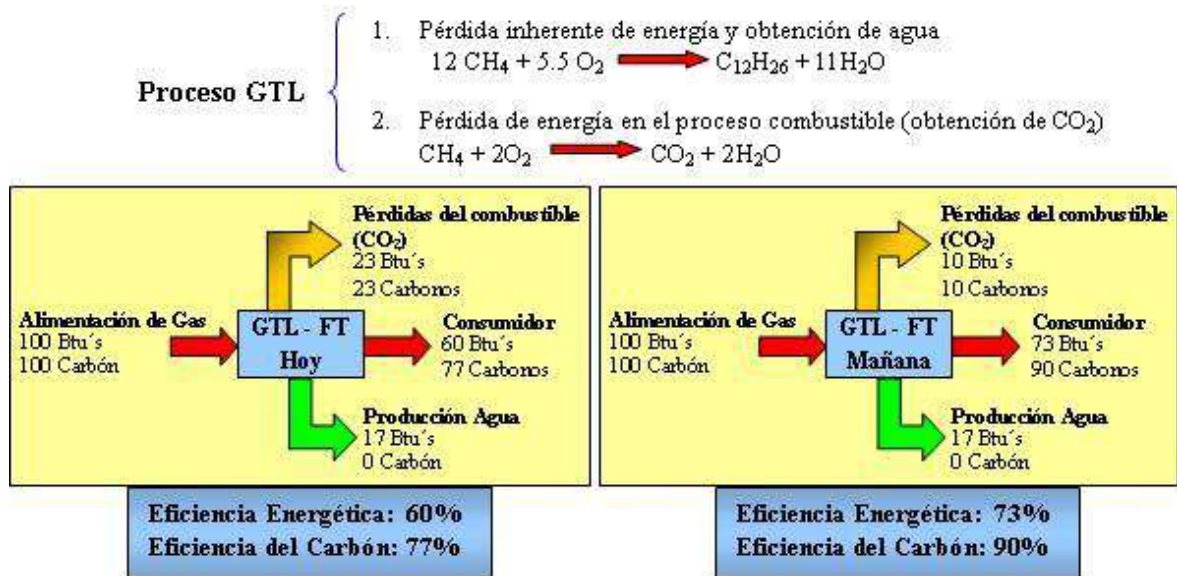 Proceso GTL
1. Pérdida inherente de energía y obtención de agua
12 CH₄ + 5.5 O₂ C₁₂H₂₆ + 11H₂O
2. Pérdida de energía en el proceso combustible (obtención de CO₂)
CH₄ + 2O₂ CO₂ + 2H₂O
Pérdidas del combustible
(CO₂)
23 Btu´s
23 Carbonos
Alimentación de Gas
100 Btu´s
100 Carbón
GTL - FT
Hoy
Consumidor
60 Btu´s
77 Carbonos
Producción Agua
17 Btu´s
0 Carbón
Eficiencia Energética: 60%
Eficiencia del Carbón: 77%
Pérdidas del combustible
(CO₂)
10 Btu´s
10 Carbonos
Alimentación de Gas
100 Btu´s
100 Carbón
GTL - FT
Mañana
Consumidor
73 Btu´s
90 Carbonos
Producción Agua
17 Btu´s
0 Carbón
Eficiencia Energética: 73%
Eficiencia del Carbón: 90%